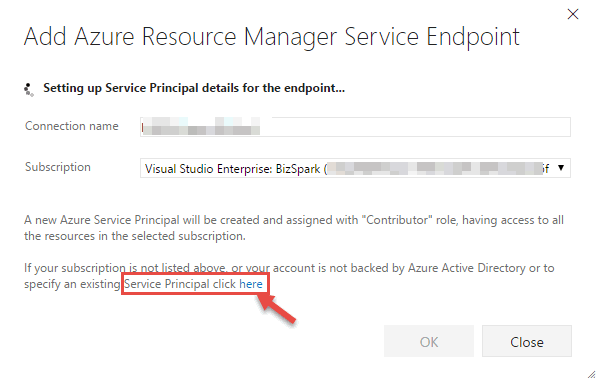 Add Azure Resource Manager Service Endpoint
Setting up Service Principal details for the endpoint...
Connection name
Subscription
Visual Studio Enterprise: BizSpark (
A new Azure Service Principal will be created and assigned with "Contributor" role, having access to all
the resources in the selected subscription.
If your subscription is not listed above, or your account is not backed by Azure Active Directory or to
specify an existing Service Principal click here
OK
Close